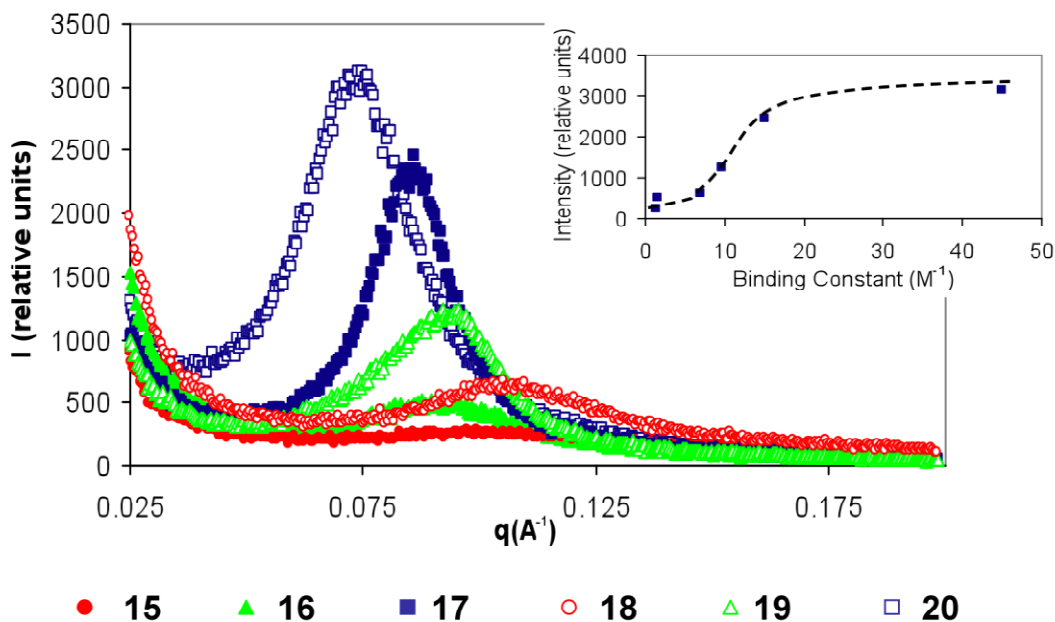 3500
3000
2500
2000
1500
1000
500
0
I (relative units)
0.025 0.075 0.125 0.175
q(A⁻¹)
4000
3000
2000
1000
0
Intensity (relative units)
0 10 20 30 40 50
Binding Constant (M⁻¹)
15 16 17 18 19 20